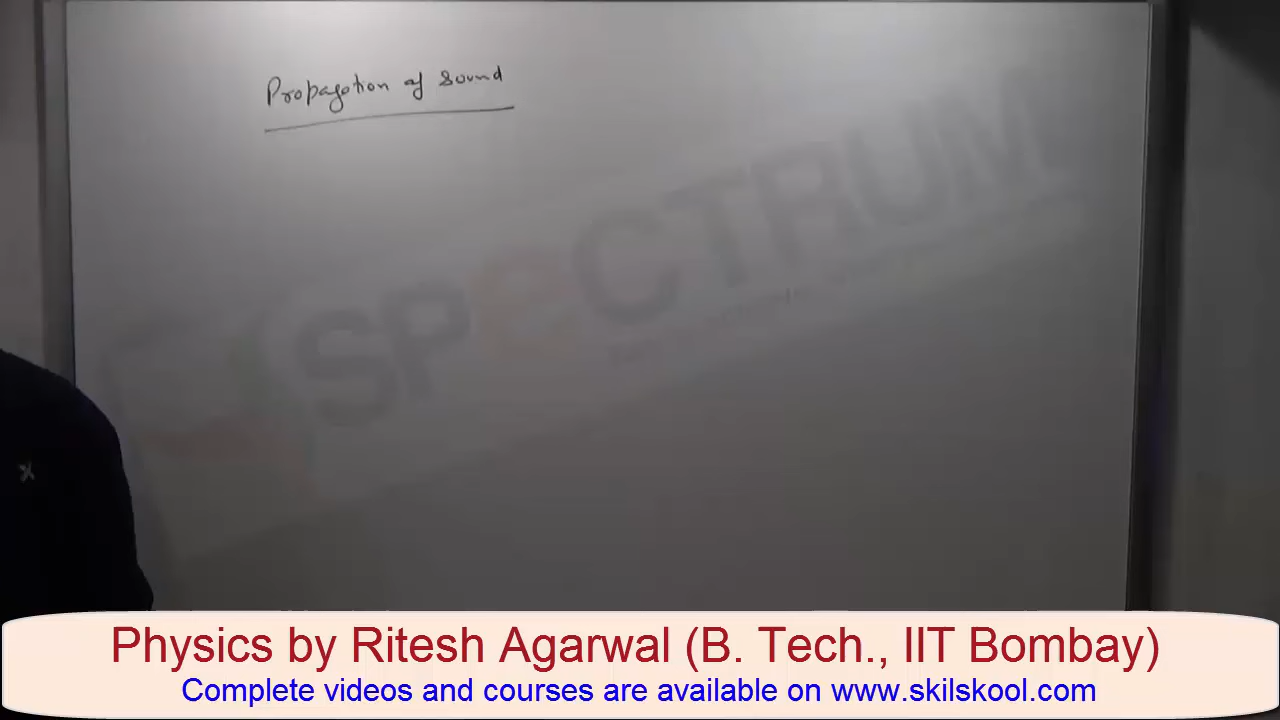 Propagation of Sound
SPECTRUM
Physics by Ritesh Agarwal (B. Tech., IIT Bombay)
Complete videos and courses are available on www.skilskool.com